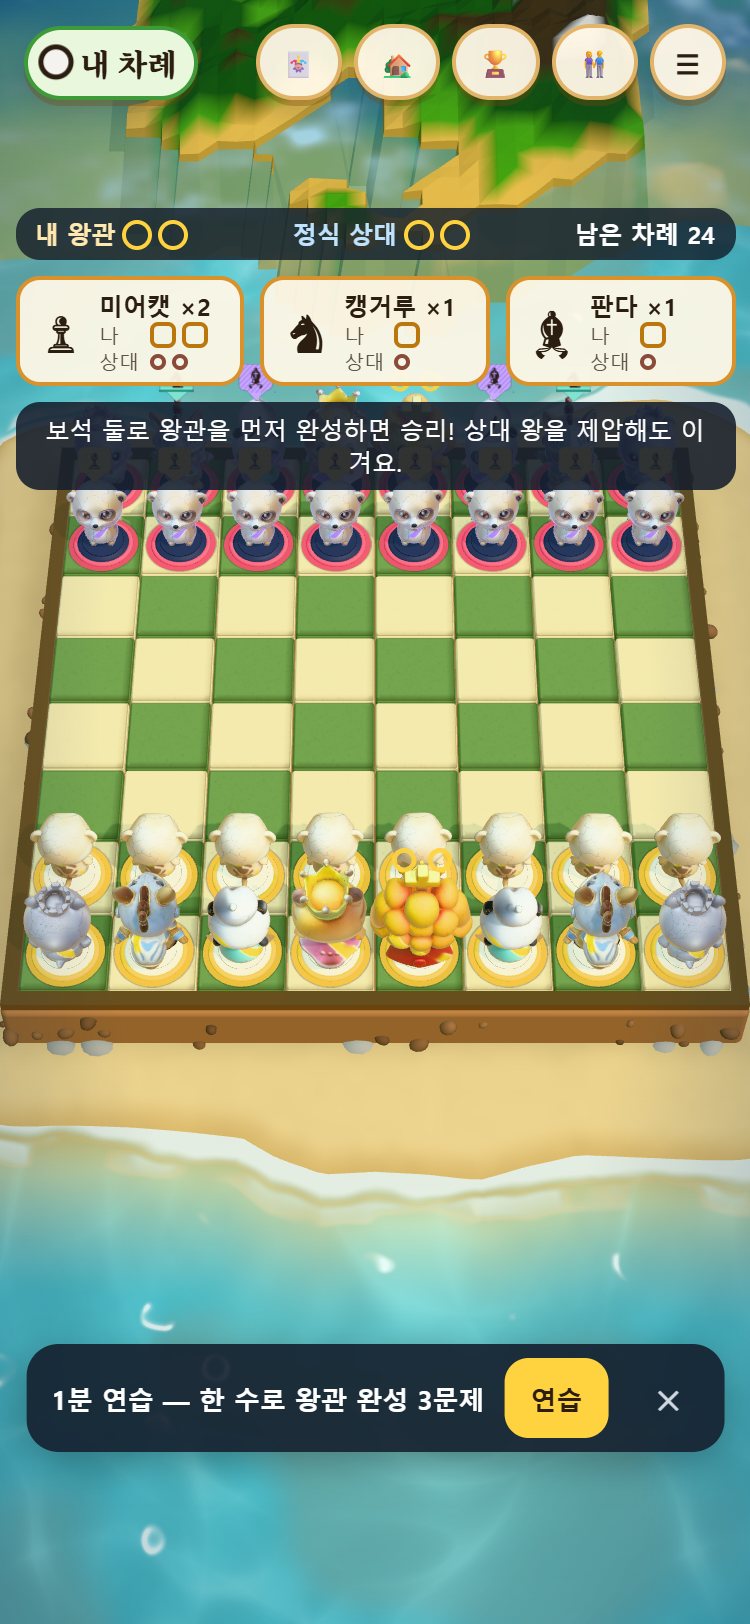 내 차례
내 왕관
정식 상대
남은 차례 24
미어캣 ×2
나
상대
캥거루 ×1
나
상대
판다 ×1
나
상대
보석 둘로 왕관을 먼저 완성하면 승리! 상대 왕을 제압해도 이
겨요.
1분 연습 — 한 수로 왕관 완성 3문제
연습